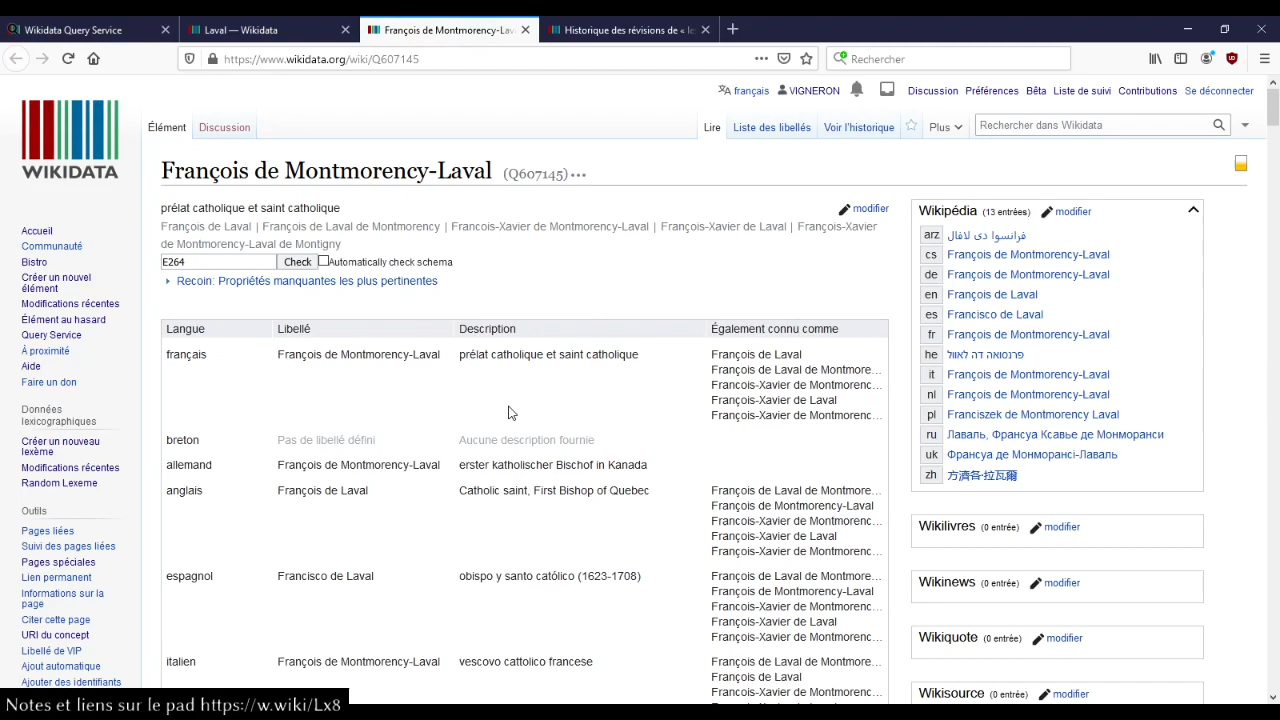 Wikidata Query Service
Laval — Wikidata
François de Montmorency-Lava
Historique des révisions de « le
https://www.wikidata.org/wiki/Q607145
Rechercher
français VIGNERON Discussion Préférences Bêta Liste de suivi Contributions Se déconnecter
Élément Discussion Lire Liste des libellés Voir l'historique Plus Rechercher dans Wikidata
WIKIDATA
Accueil
Communauté
Bistro
Créer un nouvel
élément
Modifications récentes
Élément au hasard
Query Service
À proximité
Aide
Faire un don
Données
lexicographiques
Créer un nouveau
lexème
Modifications récentes
Random Lexeme
Outils
Pages liées
Suivi des pages liées
Pages spéciales
Lien permanent
Informations sur la
page
Citer cette page
URI du concept
Libellé de VIP
Ajout automatique
Ajouter des identifiants
François de Montmorency-Laval (Q607145)
prélat catholique et saint catholique
modifier
François de Laval | François de Laval de Montmorency | Francois-Xavier de Montmorency-Laval | François-Xavier de Laval | François-Xavier
de Montmorency-Laval de Montigny
E264 Check Automatically check schema
Recoin: Propriétés manquantes les plus pertinentes
Langue Libellé Description Également connu comme
français François de Montmorency-Laval prélat catholique et saint catholique François de Laval
François de Laval de Montmore...
Francois-Xavier de Montmorenc...
François-Xavier de Laval
François-Xavier de Montmorenc...
breton Pas de libellé défini Aucune description fournie
allemand François de Montmorency-Laval erster katholischer Bischof in Kanada
anglais François de Laval Catholic saint, First Bishop of Quebec François de Laval de Montmore...
François de Montmorency-Laval
Francois-Xavier de Montmorenc...
François-Xavier de Laval
François-Xavier de Montmorenc...
espagnol Francisco de Laval obispo y santo católico (1623-1708) François de Laval de Montmore...
François de Montmorency-Laval
Francois-Xavier de Montmorenc...
François-Xavier de Laval
François-Xavier de Montmorenc...
italien François de Montmorency-Laval vescovo cattolico francese François de Laval de Montmore...
François de Laval
Francois-Xavier de Montmorenc...
Wikipédia (13 entrées) modifier
arz فرانسوا دى لافال
cs François de Montmorency-Laval
de François de Montmorency-Laval
en François de Laval
es Francisco de Laval
fr François de Montmorency-Laval
he פרנסואה דה לאוול
it François de Montmorency-Laval
nl François de Montmorency-Laval
pl Franciszek de Montmorency Laval
ru Лаваль, Франсуа Ксавье де Монморанси
uk Франсуа де Монморансі-Лаваль
zh 方濟各·拉瓦爾
Wikilivres (0 entrée) modifier
Wikinews (0 entrée) modifier
Wikiquote (0 entrée) modifier
Wikisource (0 entrée) modifier
Notes et liens sur le pad https://w.wiki/Lx8